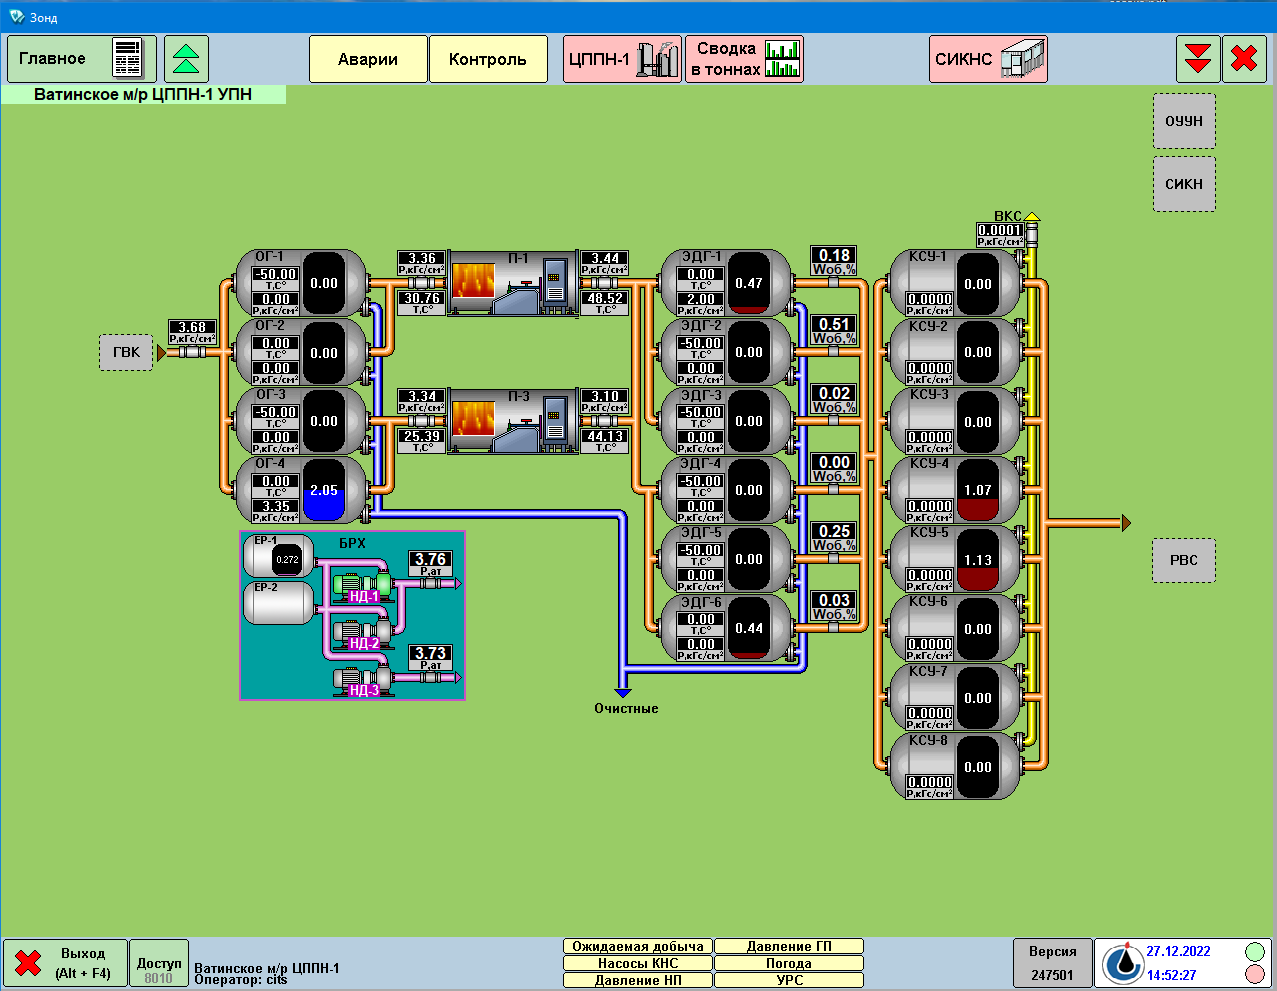 Зонд
Главное
Аварии
Контроль
ЦППН-1
Сводка
в тоннах
СИКНС
Ватинское м/р ЦППН-1 УПН
ОУУН
СИКН
ВКС
0.0001
Р,кГс/см²
ГВК
3.68
Р,кГс/см²
ОГ-1
-50.00
Т,С°
0.00
Р,кГс/см²
0.00
ОГ-2
0.00
Т,С°
0.00
Р,кГс/см²
0.00
ОГ-3
-50.00
Т,С°
0.00
Р,кГс/см²
0.00
ОГ-4
0.00
Т,С°
3.35
Р,кГс/см²
2.05
3.36
Р,кГс/см²
30.76
Т,С°
П-1
3.44
Р,кГс/см²
48.52
Т,С°
3.34
Р,кГс/см²
25.39
Т,С°
П-3
3.10
Р,кГс/см²
44.13
Т,С°
ЭДГ-1
0.00
Т,С°
2.00
Р,кГс/см²
0.47
ЭДГ-2
-50.00
Т,С°
0.00
Р,кГс/см²
0.00
ЭДГ-3
-50.00
Т,С°
0.00
Р,кГс/см²
0.00
ЭДГ-4
-50.00
Т,С°
0.00
Р,кГс/см²
0.00
ЭДГ-5
-50.00
Т,С°
0.00
Р,кГс/см²
0.00
ЭДГ-6
0.00
Т,С°
0.00
Р,кГс/см²
0.44
0.18
Wоб,%
0.51
Wоб,%
0.02
Wоб,%
0.00
Wоб,%
0.25
Wоб,%
0.03
Wоб,%
КСУ-1
0.0000
Р,кГс/см²
0.00
КСУ-2
0.0000
Р,кГс/см²
0.00
КСУ-3
0.0000
Р,кГс/см²
0.00
КСУ-4
0.0000
Р,кГс/см²
1.07
КСУ-5
0.0000
Р,кГс/см²
1.13
КСУ-6
0.0000
Р,кГс/см²
0.00
КСУ-7
0.0000
Р,кГс/см²
0.00
КСУ-8
0.0000
Р,кГс/см²
0.00
РВС
БРХ
ЕР-1
0.272
ЕР-2
НД-1
НД-2
НД-3
3.76
Р,ат
3.73
Р,ат
Очистные
Выход
(Alt + F4)
Доступ
8010
Ватинское м/р ЦППН-1
Оператор: cits
Ожидаемая добыча
Давление ГП
Насосы КНС
Погода
Давление НП
УРС
Версия
247501
27.12.2022
14:52:27